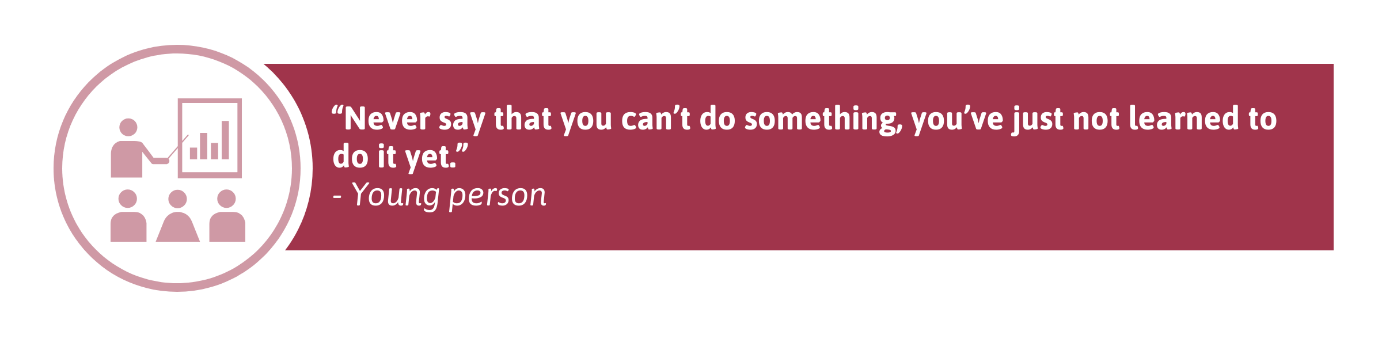 “Never say that you can’t do something, you’ve just not learned to
do it yet.”
- Young person